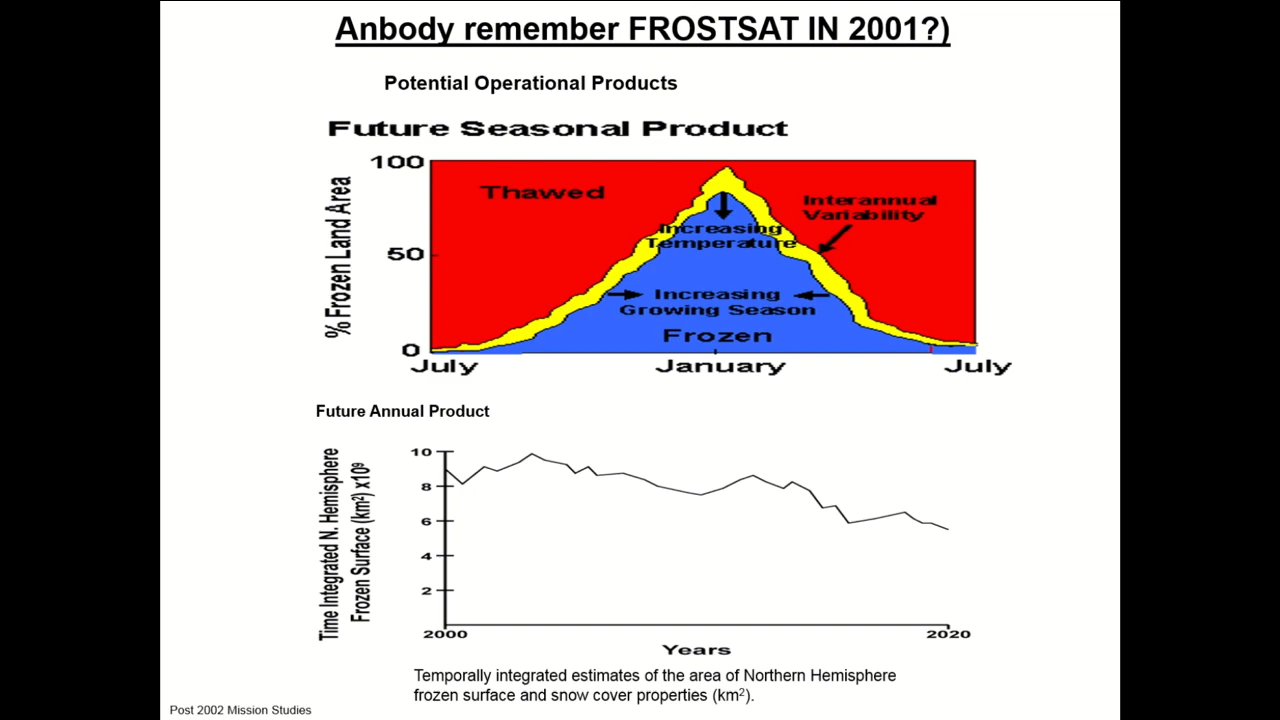 Anbody remember FROSTSAT IN 2001?)
Potential Operational Products
Future Seasonal Product
% Frozen Land Area
100
50
0
Thawed
Interannual
Variability
Increasing
Temperature
Increasing
Growing Season
Frozen
July
January
July
Future Annual Product
Time Integrated N. Hemisphere
Frozen Surface (km²) x10⁹
10
8
6
4
2
2000
2020
Years
Temporally integrated estimates of the area of Northern Hemisphere
frozen surface and snow cover properties (km²).
Post 2002 Mission Studies